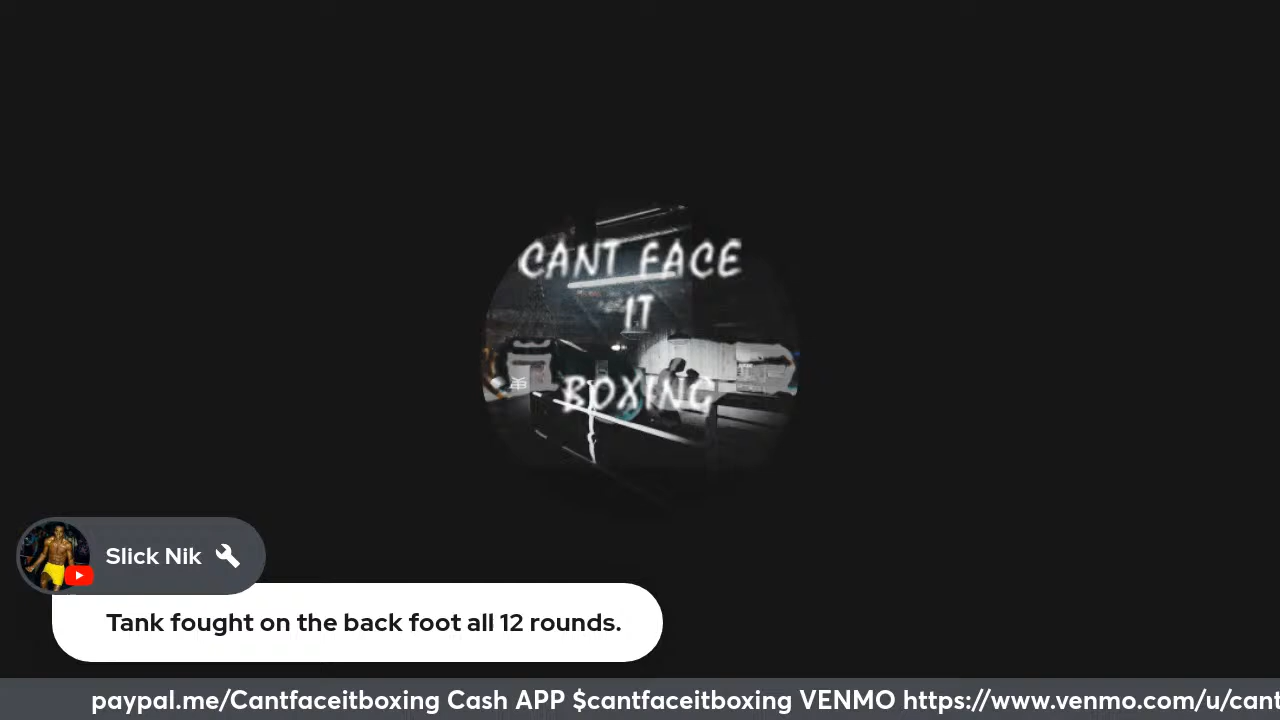 CANT FACE
IT
BOXING
Slick Nik
Tank fought on the back foot all 12 rounds.
paypal.me/Cantfaceitboxing Cash APP $cantfaceitboxing VENMO https://www.venmo.com/u/cant